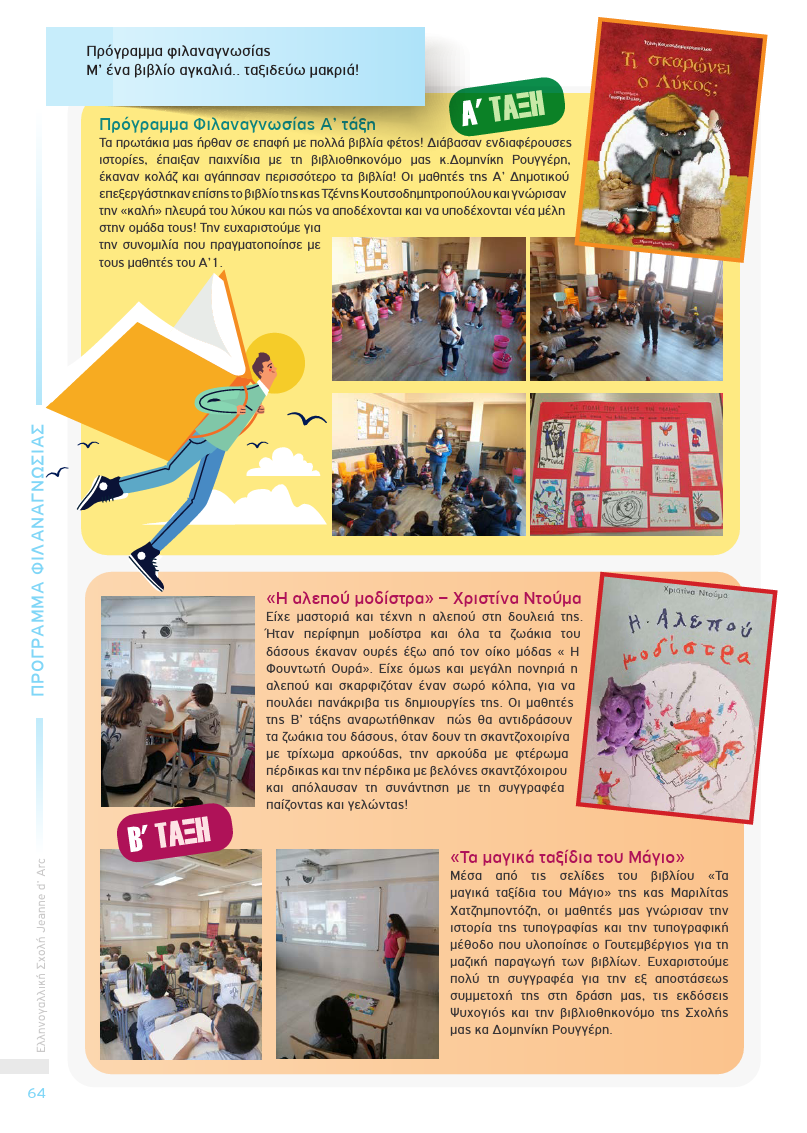 Πρόγραμμα φιλαναγνωσίας
Μ' ένα βιβλίο αγκαλιά.. ταξιδεύω μακριά!
Α' ΤΑΞΗ
Τζένη Κουτσοδημητροπούλου
Τι σκαρώνει
ο Λύκος;
Πρόγραμμα Φιλαναγνωσίας Α' τάξη
Τα πρωτάκια μας ήρθαν σε επαφή με πολλά βιβλία φέτος! Διάβασαν ενδιαφέρουσες
ιστορίες, έπαιξαν παιχνίδια με τη βιβλιοθηκονόμο μας κ.Δομηνίκη Ρουγγέρη,
έκαναν κολάζ και αγάπησαν περισσότερο τα βιβλία! Οι μαθητές της Α' Δημοτικού
επεξεργάστηκαν επίσης το βιβλίο της κας Τζένης Κουτσοδημητροπούλου και γνώρισαν
την «καλή» πλευρά του λύκου και πώς να αποδέχονται και να υποδέχονται νέα μέλη
στην ομάδα τους! Την ευχαριστούμε για
την συνομιλία που πραγματοποίησε με
τους μαθητές του Α'1.
ΠΡΟΓΡΑΜΜΑ ΦΙΛΑΝΑΓΝΩΣΙΑΣ
«Η αλεπού μοδίστρα» – Χριστίνα Ντούμα
Είχε μαστοριά και τέχνη η αλεπού στη δουλειά της.
Ήταν περίφημη μοδίστρα και όλα τα ζωάκια του
δάσους έκαναν ουρές έξω από τον οίκο μόδας « Η
Φουντωτή Ουρά». Είχε όμως και μεγάλη πονηριά η
αλεπού και σκαρφιζόταν έναν σωρό κόλπα, για να
πουλάει πανάκριβα τις δημιουργίες της. Οι μαθητές
της Β' τάξης αναρωτήθηκαν πώς θα αντιδράσουν
τα ζωάκια του δάσους, όταν δουν τη σκαντζοχοιρίνα
με τρίχωμα αρκούδας, την αρκούδα με φτέρωμα
πέρδικας και την πέρδικα με βελόνες σκαντζόχοιρου
και απόλαυσαν τη συνάντηση με τη συγγραφέα
παίζοντας και γελώντας!
Χριστίνα Ντούμα
Η Αλεπού
μοδίστρα
Β' ΤΑΞΗ
«Τα μαγικά ταξίδια του Μάγιο»
Μέσα από τις σελίδες του βιβλίου «Τα
μαγικά ταξίδια του Μάγιο» της κας Μαριλίτας
Χατζημποντόζη, οι μαθητές μας γνώρισαν την
ιστορία της τυπογραφίας και την τυπογραφική
μέθοδο που υλοποίησε ο Γουτεμβέργιος για τη
μαζική παραγωγή των βιβλίων. Ευχαριστούμε
πολύ τη συγγραφέα για την εξ αποστάσεως
συμμετοχή της στη δράση μας, τις εκδόσεις
Ψυχογιός και την βιβλιοθηκονόμο της Σχολής
μας κα Δομηνίκη Ρουγγέρη.
Ελληνογαλλική Σχολή Jeanne d' Arc
64